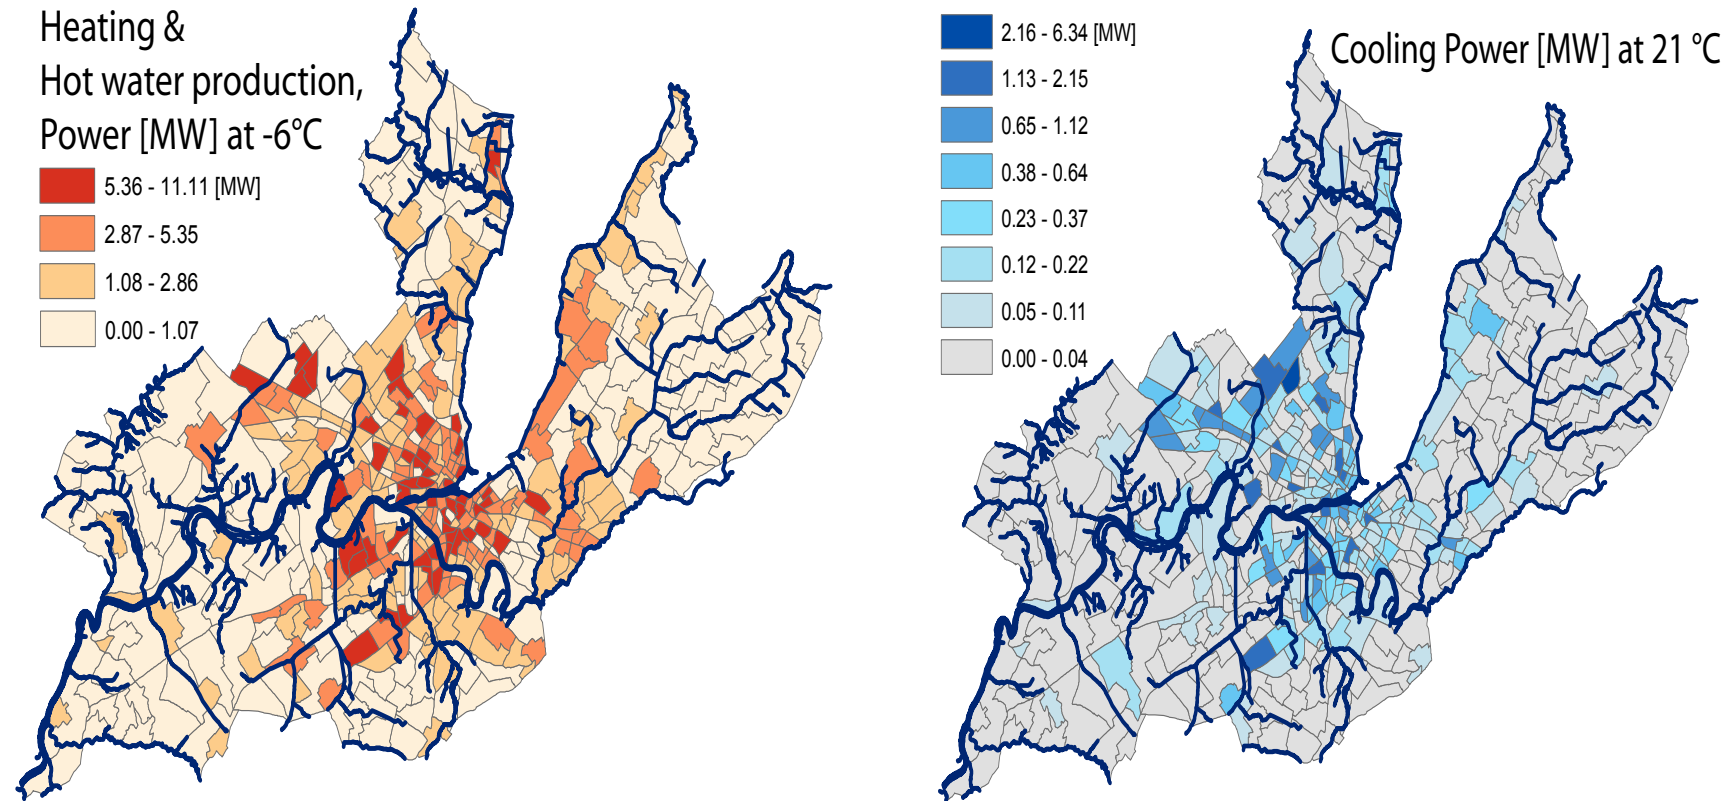 Heating &
Hot water production,
Power [MW] at -6°C
5.36 - 11.11 [MW]
2.87 - 5.35
1.08 - 2.86
0.00 - 1.07
Cooling Power [MW] at 21 °C
2.16 - 6.34 [MW]
1.13 - 2.15
0.65 - 1.12
0.38 - 0.64
0.23 - 0.37
0.12 - 0.22
0.05 - 0.11
0.00 - 0.04